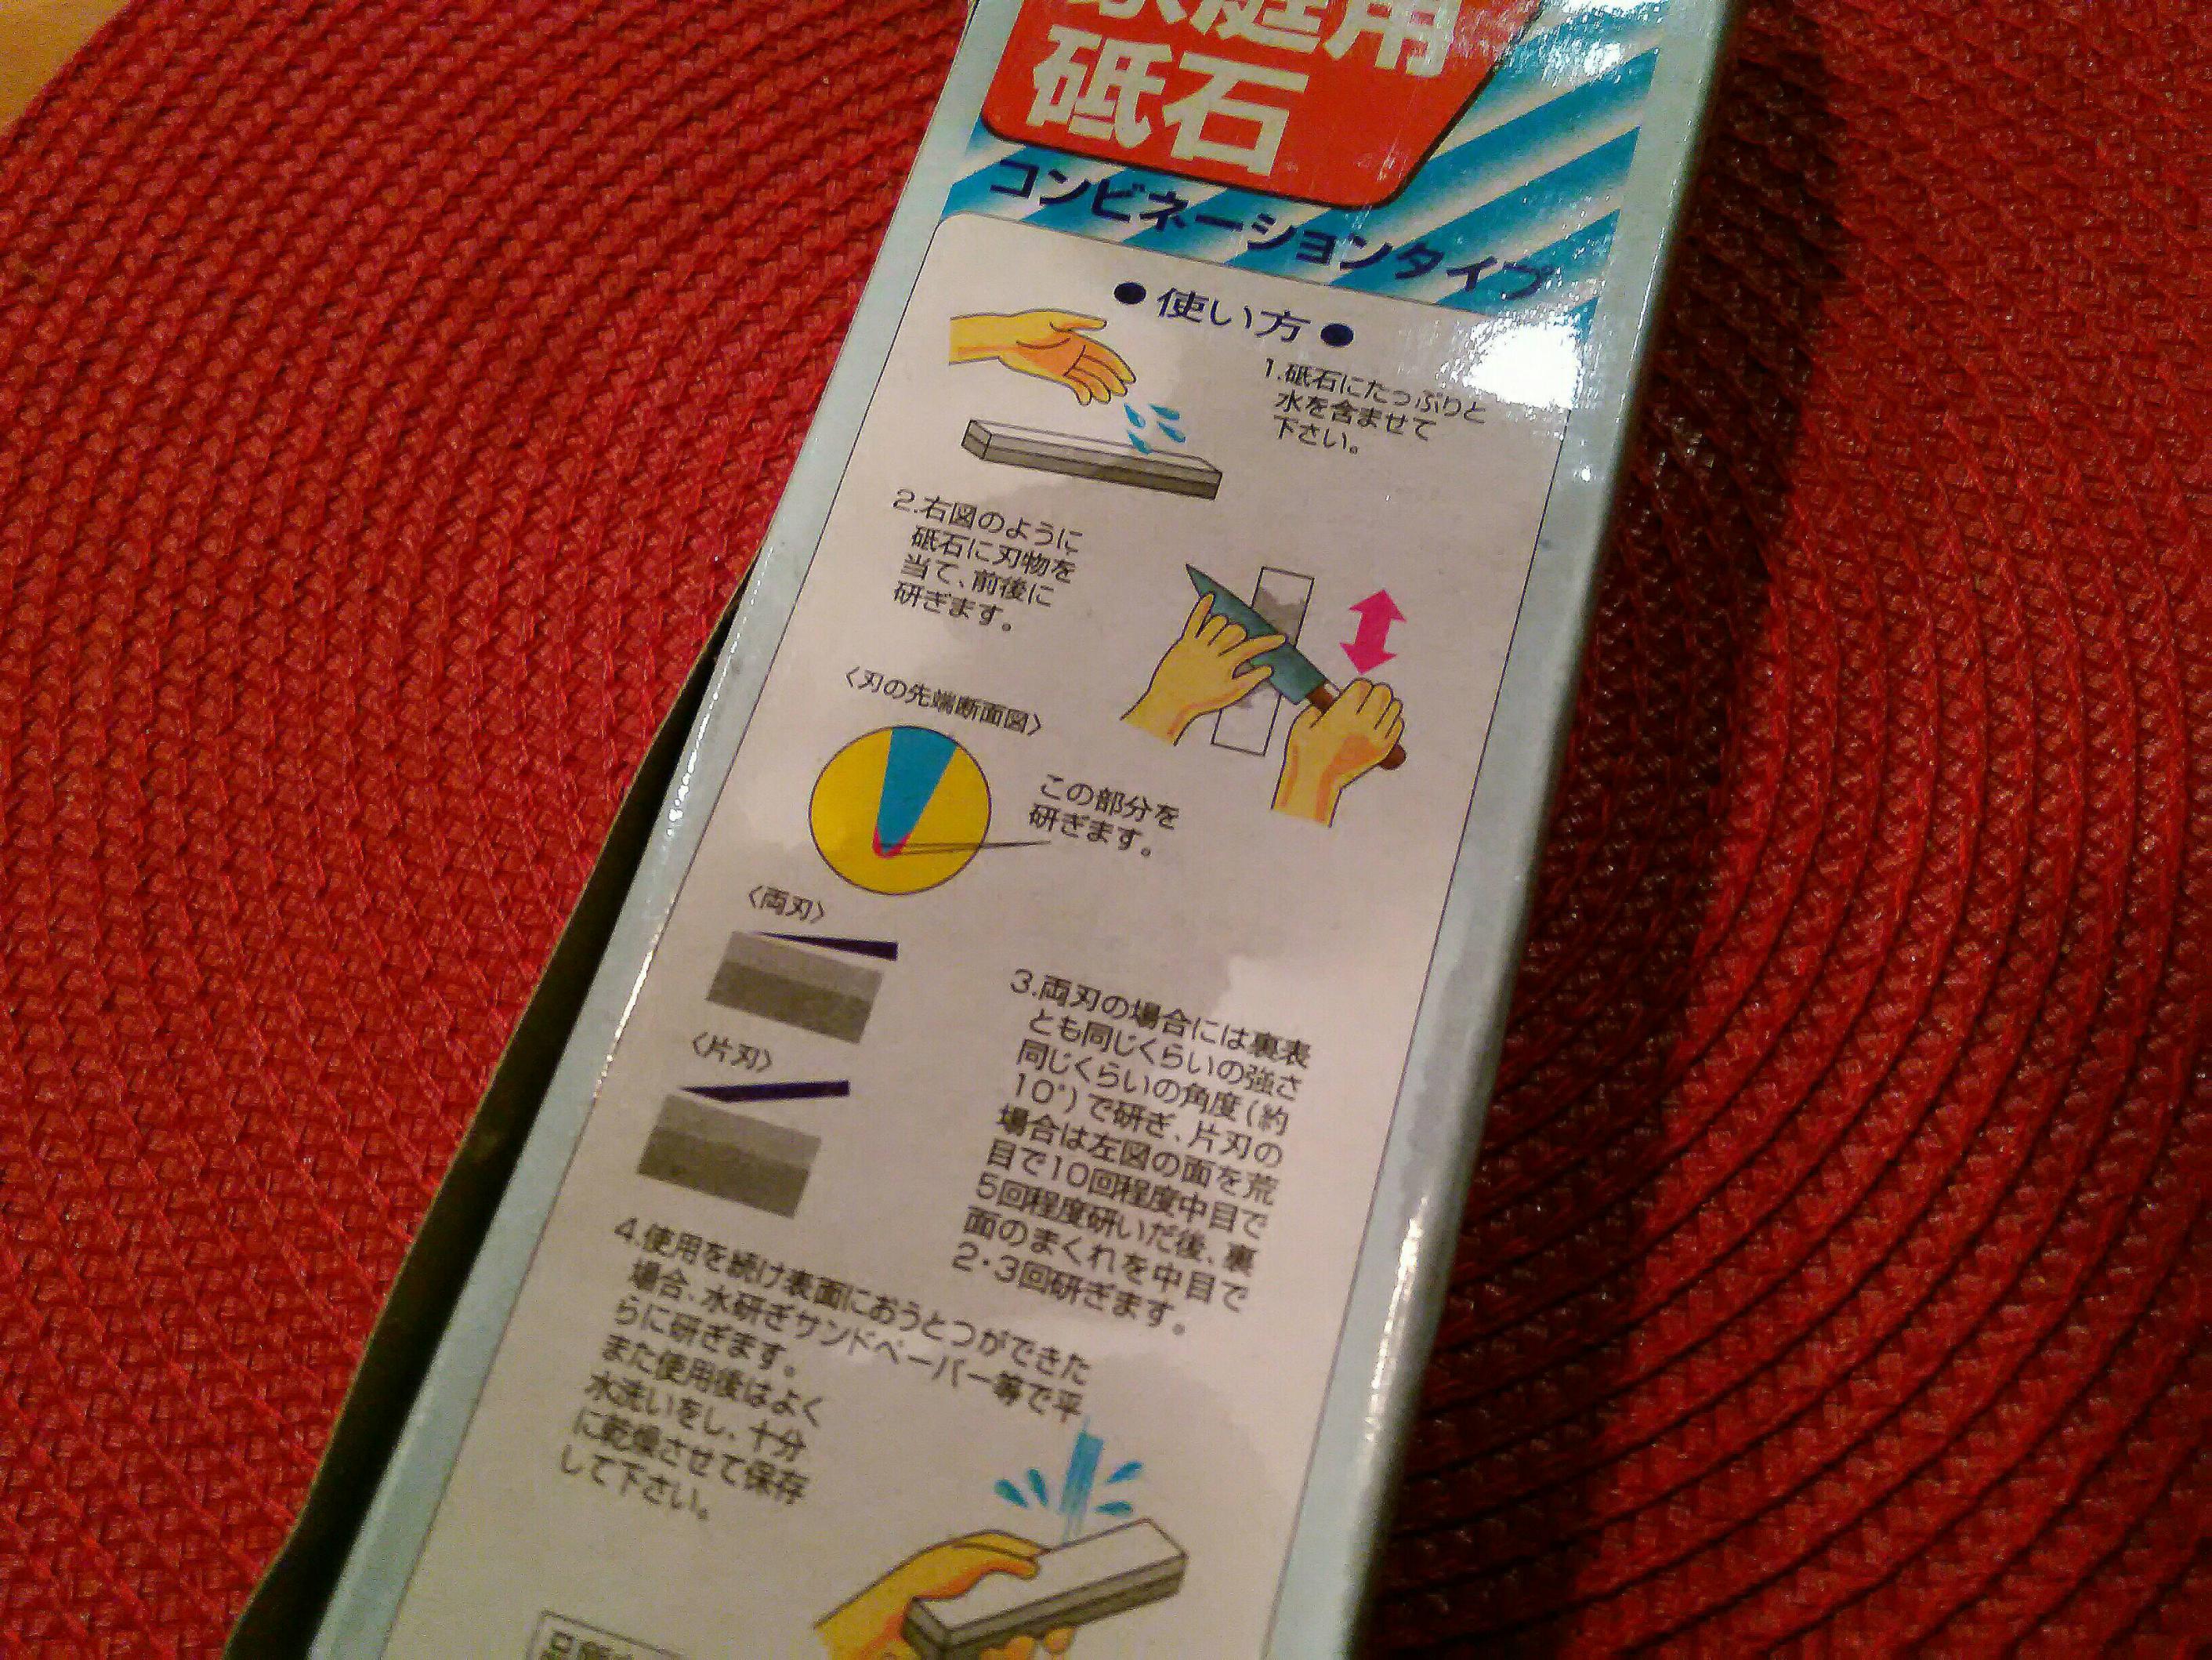 家庭用
砥石
コンビネーションタイプ
●使い方●
1.砥石にたっぷりと
水を含ませて
下さい。
2.右図のように
砥石に刃物を
当て、前後に
研ぎます。
〈刃の先端断面図〉
この部分を
研ぎます。
〈両刃〉
〈片刃〉
3.両刃の場合には裏表
とも同じくらいの強さ
同じくらいの角度(約
10°)で研ぎ、片刃の
場合は左図の面を荒
目で10回程度中目で
5回程度研いだ後、裏
面のまくれを中目で
2・3回研ぎます。
4.使用を続け表面におうとつができた
場合、水研ぎサンドペーパー等で平
らに研ぎます。
また使用後はよく
水洗いをし、十分
に乾燥させて保存
して下さい。